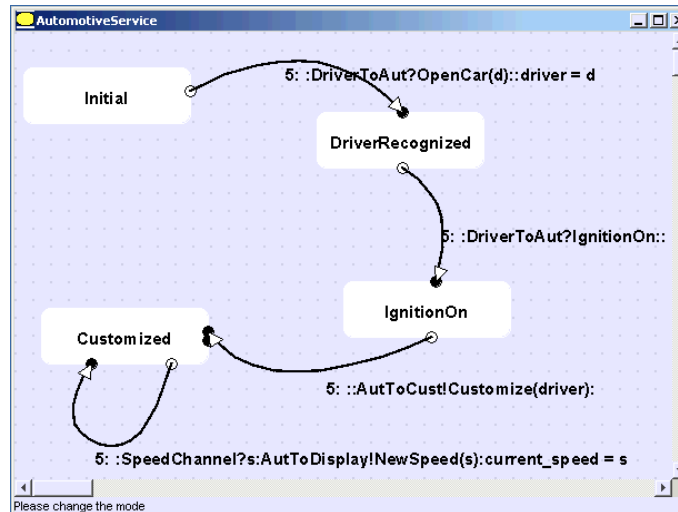 AutomotiveService
5: :DriverToAut?OpenCar(d)::driver = d
Initial
DriverRecognized
5: :DriverToAut?IgnitionOn::
IgnitionOn
Customized
5: ::AutToCust!Customize(driver):
5: :SpeedChannel?s:AutToDisplay!NewSpeed(s):current_speed = s
Please change the mode